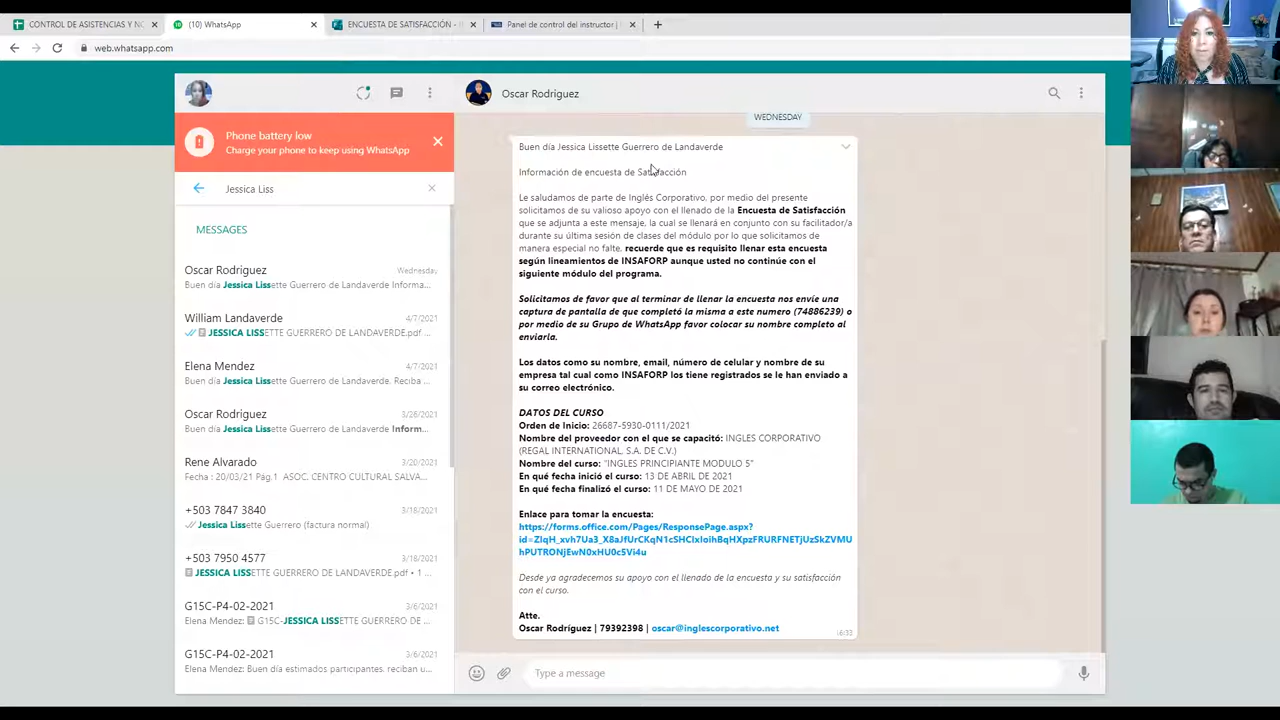 CONTROL DE ASISTENCIAS Y NO
(10) WhatsApp
ENCUESTA DE SATISFACCIÓN - I
Panel de control del instructor |
web.whatsapp.com
Phone battery low
Charge your phone to keep using WhatsApp
Jessica Liss
MESSAGES
Oscar Rodriguez
Wednesday
Buen día Jessica Lissette Guerrero de Landaverde Informa...
William Landaverde
4/7/2021
JESSICA LISSETTE GUERRERO DE LANDAVERDE.pdf
Elena Mendez
4/7/2021
Buen día Jessica Lissette Guerrero de Landaverde. Reciba ...
Oscar Rodriguez
3/26/2021
Buen día Jessica Lissette Guerrero de Landaverde Inform...
Rene Alvarado
3/20/2021
Fecha : 20/03/21 Pág.1 ASOC. CENTRO CULTURAL SALVA...
+503 7847 3840
3/18/2021
Jessica Lissette Guerrero (factura normal)
+503 7950 4577
3/18/2021
JESSICA LISSETTE GUERRERO DE LANDAVERDE.pdf • 1 ...
G15C-P4-02-2021
3/6/2021
Elena Mendez: G15C-JESSICA LISSETTE GUERRERO DE ...
G15C-P4-02-2021
3/6/2021
Elena Mendez: Buen día estimados participantes. reciban u...
Oscar Rodriguez
WEDNESDAY
Buen día Jessica Lissette Guerrero de Landaverde
Información de encuesta de Satisfacción
Le saludamos de parte de Inglés Corporativo, por medio del presente
solicitamos de su valioso apoyo con el llenado de la Encuesta de Satisfacción
que se adjunta a este mensaje, la cual se llenará en conjunto con su facilitador/a
durante su última sesión de clases del módulo por lo que solicitamos de
manera especial no falte, recuerde que es requisito llenar esta encuesta
según lineamientos de INSAFORP aunque usted no continúe con el
siguiente módulo del programa.
Solicitamos de favor que al terminar de llenar la encuesta nos envíe una
captura de pantalla de que completó la misma a este numero (74886239) o
por medio de su Grupo de WhatsApp favor colocar su nombre completo al
enviarla.
Los datos como su nombre, email, número de celular y nombre de su
empresa tal cual como INSAFORP los tiene registrados se le han enviado a
su correo electrónico.
DATOS DEL CURSO
Orden de Inicio: 26687-5930-0111/2021
Nombre del proveedor con el que se capacitó: INGLES CORPORATIVO
(REGAL INTERNATIONAL, S.A. DE C.V.)
Nombre del curso: "INGLES PRINCIPIANTE MODULO 5"
En qué fecha inició el curso: 13 DE ABRIL DE 2021
En qué fecha finalizó el curso: 11 DE MAYO DE 2021
Enlace para tomar la encuesta:
https://forms.office.com/Pages/ResponsePage.aspx?
id=ZIqH_xvh7Ua3_X8aJfUrCKqN1cSHClxIoihBqHXpzFRURFNETjUzSkZVMU
hPUTRONjEwN0xHU0c5Vi4u
Desde ya agradecemos su apoyo con el llenado de la encuesta y su satisfacción
con el curso.
Atte.
Oscar Rodríguez | 79392398 | oscar@inglescorporativo.net
16:33
Type a message